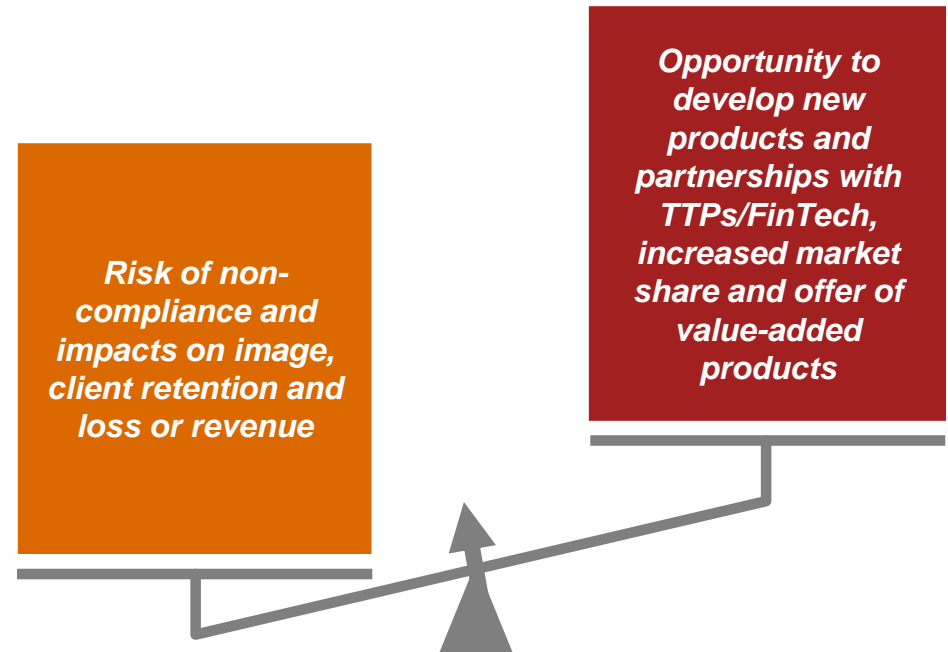 Risk of non-
compliance and
impacts on image,
client retention and
loss or revenue
Opportunity to
develop new
products and
partnerships with
TTPs/FinTech,
increased market
share and offer of
value-added
products